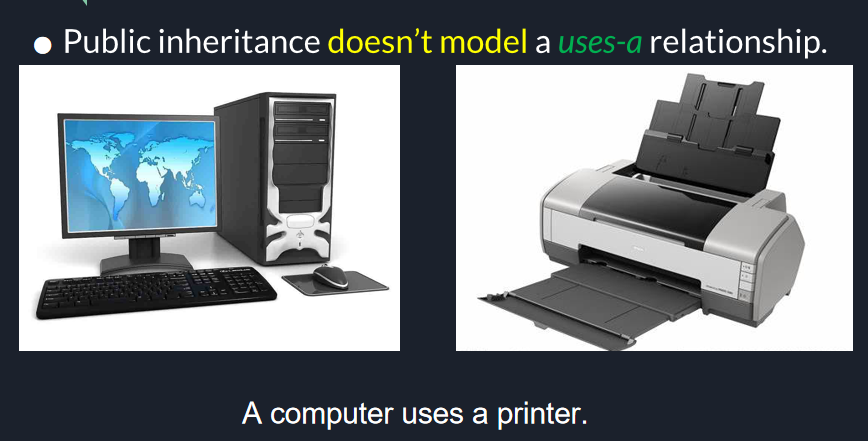 Public inheritance doesn’t model a uses-a relationship.
A computer uses a printer.